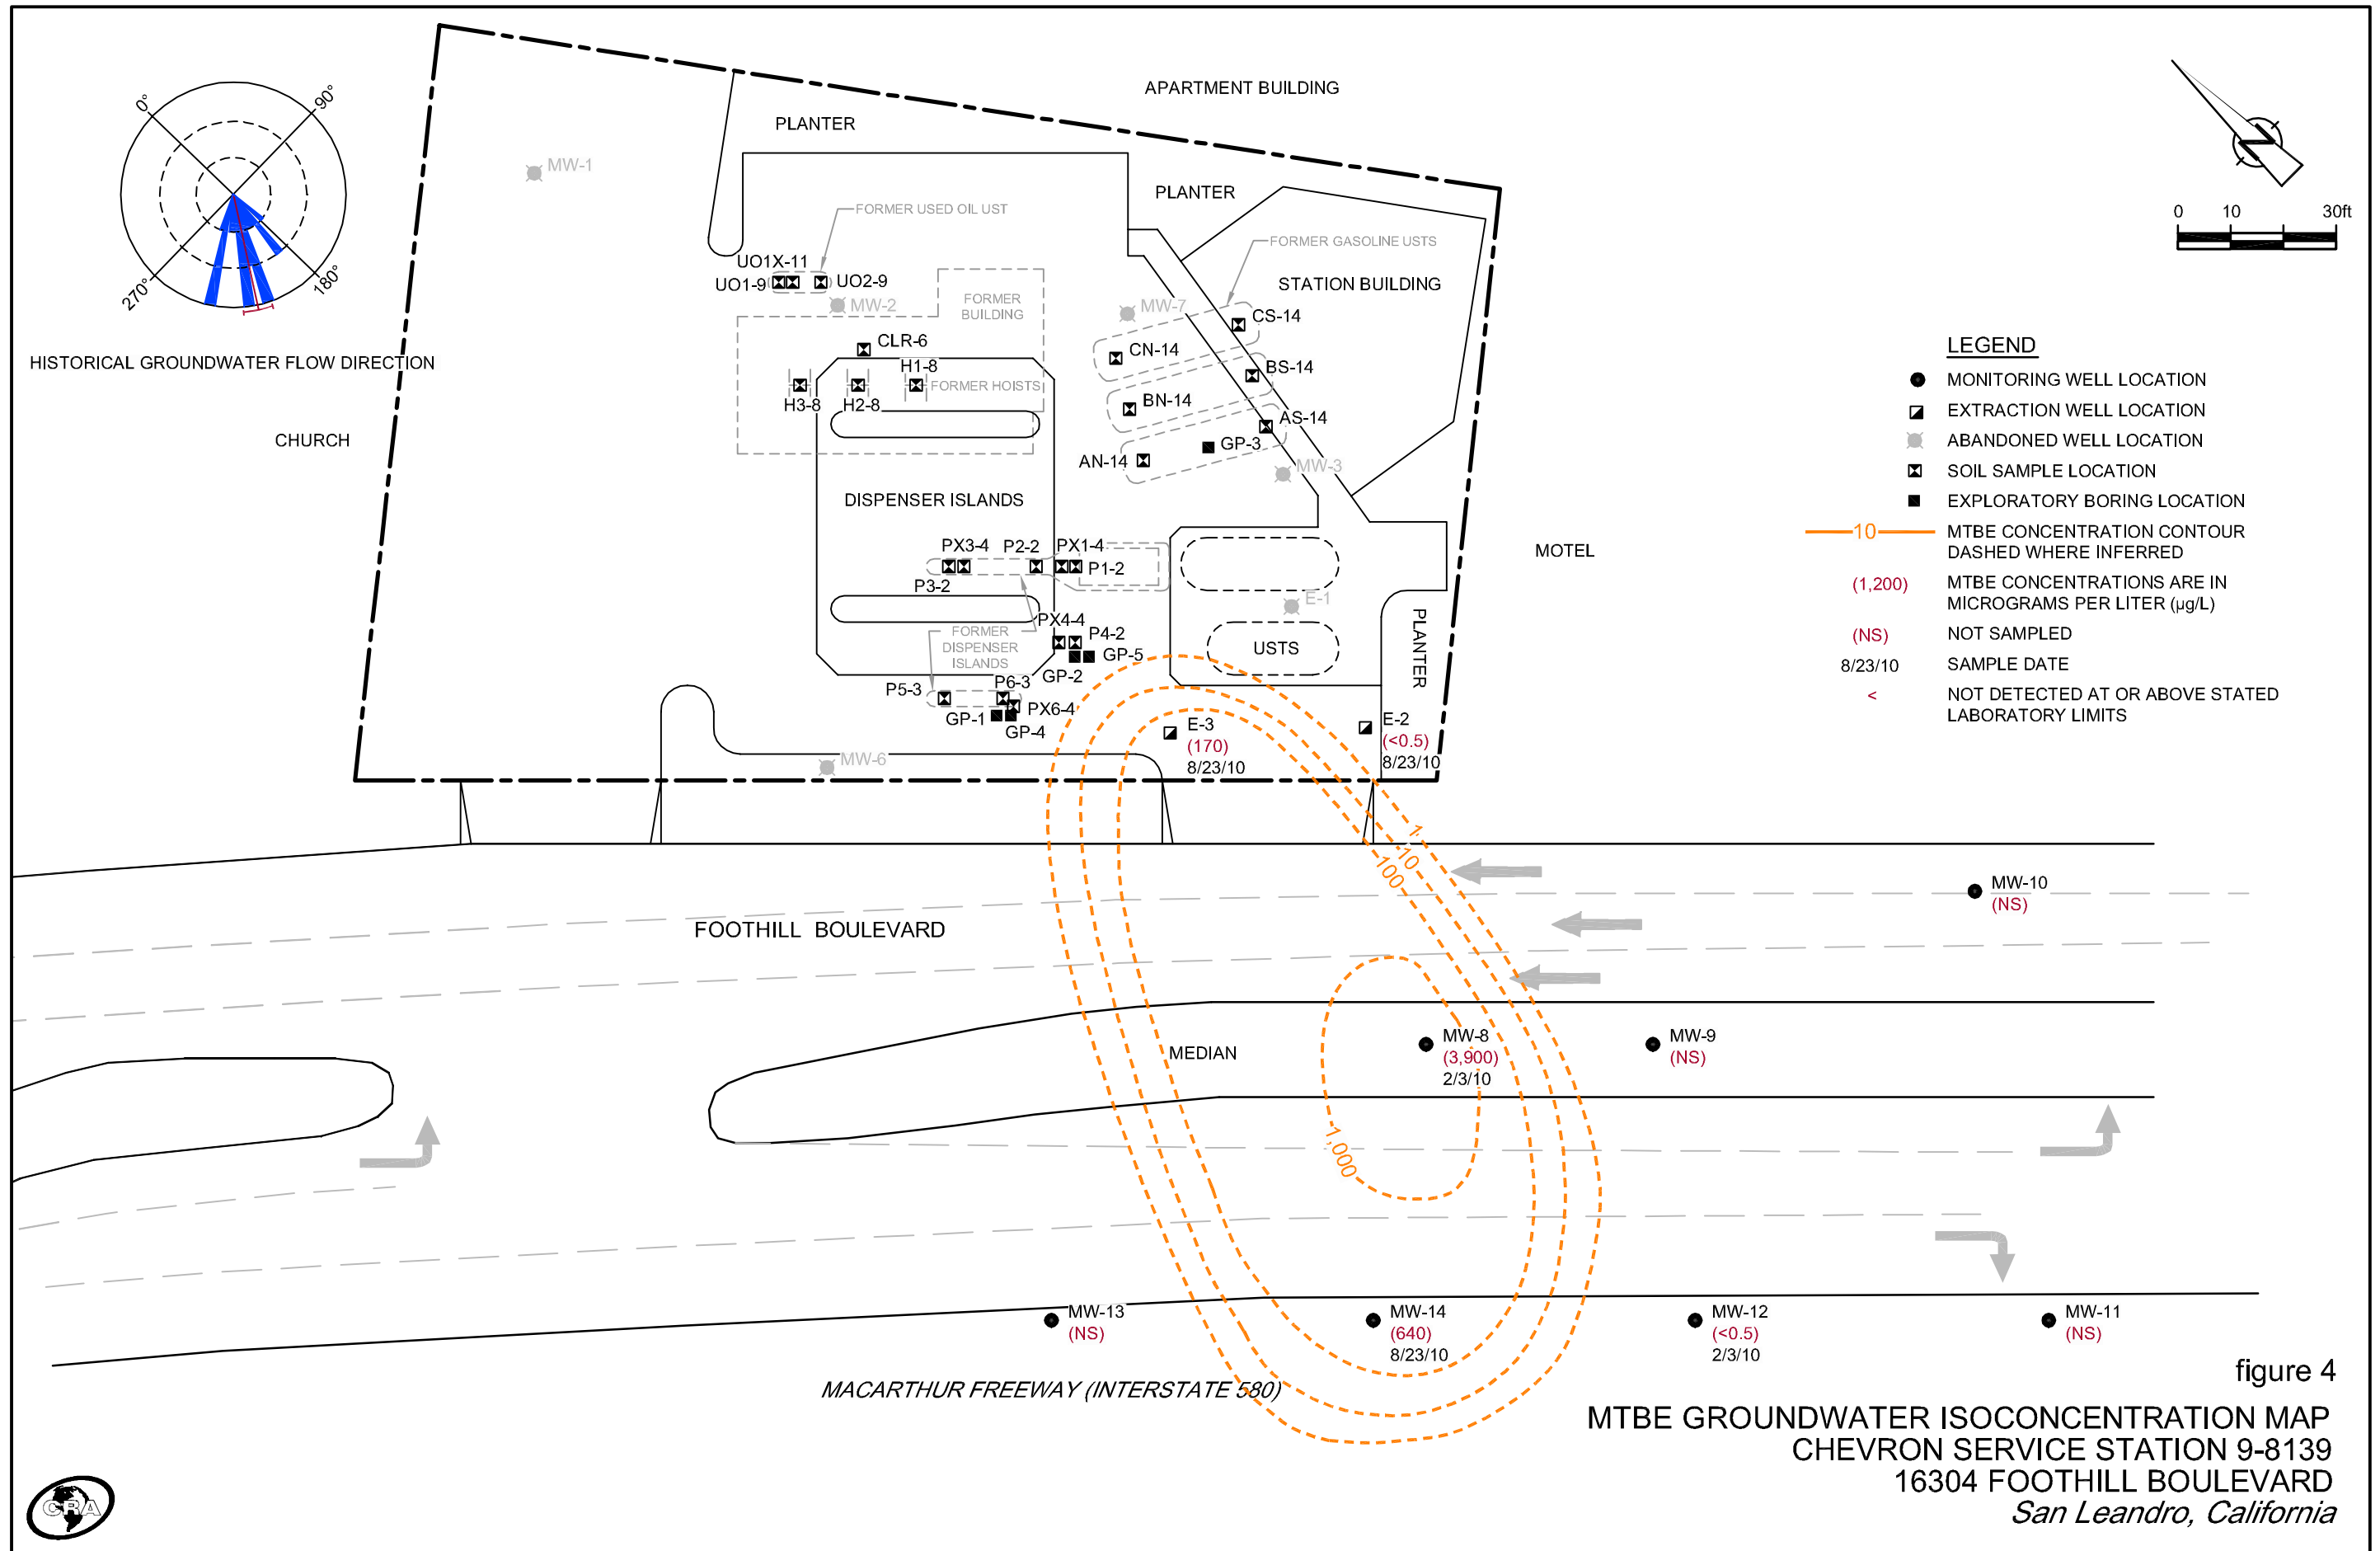 0°
90°
270°
180°
HISTORICAL GROUNDWATER FLOW DIRECTION
APARTMENT BUILDING
PLANTER
MW-1
PLANTER
FORMER USED OIL UST
UO1X-11
UO1-9
UO2-9
MW-2
FORMER
BUILDING
MW-7
FORMER GASOLINE USTS
STATION BUILDING
CS-14
CLR-6
CN-14
H1-8
FORMER HOISTS
BS-14
H3-8
H2-8
BN-14
AS-14
GP-3
AN-14
MW-3
CHURCH
DISPENSER ISLANDS
MOTEL
PX3-4
P2-2
PX1-4
P1-2
P3-2
E-1
PX4-4
P4-2
FORMER
DISPENSER
ISLANDS
GP-5
GP-2
USTS
PLANTER
P5-3
P6-3
PX6-4
GP-1
GP-4
MW-6
E-3
(170)
8/23/10
E-2
(<0.5)
8/23/10
N
0 10 30ft
LEGEND
MONITORING WELL LOCATION
EXTRACTION WELL LOCATION
ABANDONED WELL LOCATION
SOIL SAMPLE LOCATION
EXPLORATORY BORING LOCATION
10 MTBE CONCENTRATION CONTOUR
DASHED WHERE INFERRED
(1,200) MTBE CONCENTRATIONS ARE IN
MICROGRAMS PER LITER (µg/L)
(NS) NOT SAMPLED
8/23/10 SAMPLE DATE
< NOT DETECTED AT OR ABOVE STATED
LABORATORY LIMITS
1
10
100
MW-10
(NS)
FOOTHILL BOULEVARD
MEDIAN
MW-8
(3,900)
2/3/10
MW-9
(NS)
1,000
MW-13
(NS)
MW-14
(640)
8/23/10
MW-12
(<0.5)
2/3/10
MW-11
(NS)
MACARTHUR FREEWAY (INTERSTATE 580)
figure 4
MTBE GROUNDWATER ISOCONCENTRATION MAP
CHEVRON SERVICE STATION 9-8139
16304 FOOTHILL BOULEVARD
San Leandro, California
CRA